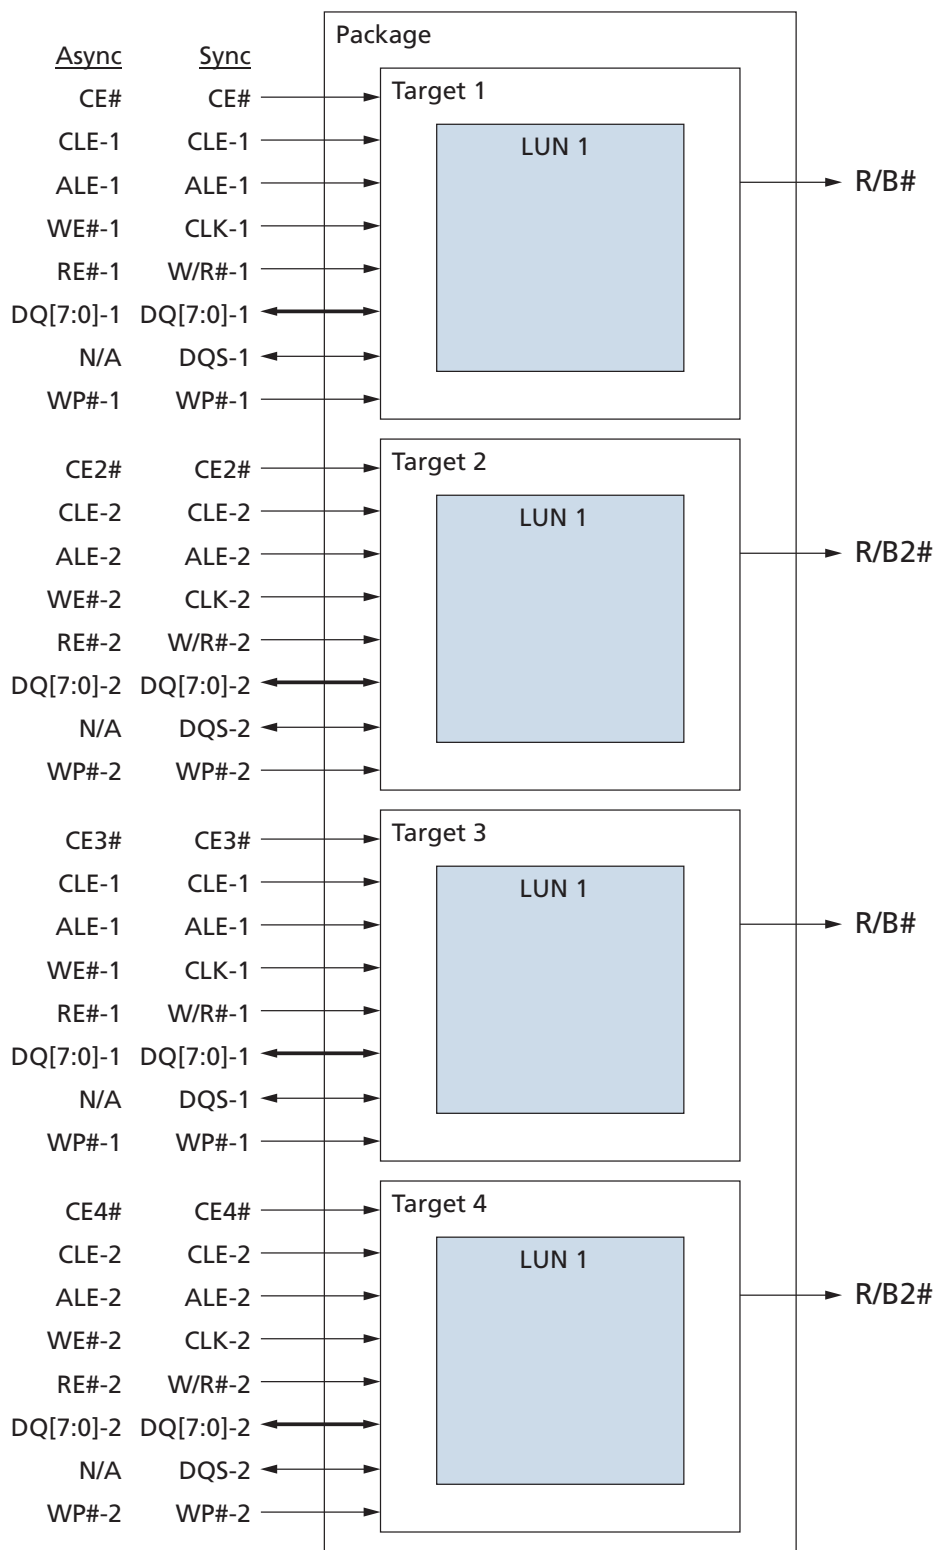 Package
Async Sync
Target 1
CE# CE#
LUN 1
CLE-1 CLE-1
ALE-1 ALE-1 R/B#
WE#-1 CLK-1
RE#-1 W/R#-1
DQ[7:0]-1 DQ[7:0]-1
N/A DQS-1
WP#-1 WP#-1
Target 2
CE2# CE2#
CLE-2 CLE-2 LUN 1
ALE-2 ALE-2 R/B2#
WE#-2 CLK-2
RE#-2 W/R#-2
DQ[7:0]-2 DQ[7:0]-2
N/A DQS-2
WP#-2 WP#-2
Target 3
CE3# CE3#
CLE-1 CLE-1 LUN 1
ALE-1 ALE-1 R/B#
WE#-1 CLK-1
RE#-1 W/R#-1
DQ[7:0]-1 DQ[7:0]-1
N/A DQS-1
WP#-1 WP#-1
Target 4
CE4# CE4#
CLE-2 CLE-2 LUN 1
ALE-2 ALE-2 R/B2#
WE#-2 CLK-2
RE#-2 W/R#-2
DQ[7:0]-2 DQ[7:0]-2
N/A DQS-2
WP#-2 WP#-2